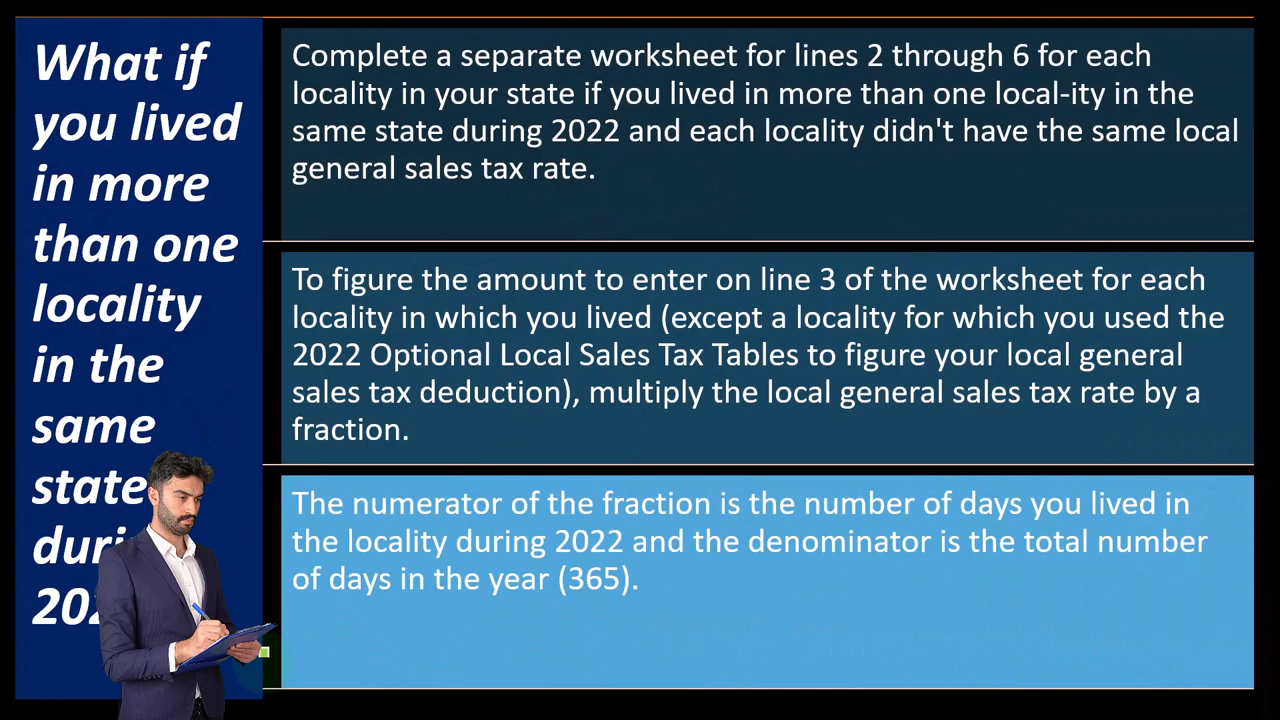 What if
you lived
in more
than one
locality
in the
same
state
Complete a separate worksheet for lines 2 through 6 for each
locality in your state if you lived in more than one local-ity in the
same state during 2022 and each locality didn't have the same local
general sales tax rate.
To figure the amount to enter on line 3 of the worksheet for each
locality in which you lived (except a locality for which you used the
2022 Optional Local Sales Tax Tables to figure your local general
sales tax deduction), multiply the local general sales tax rate by a
fraction.
The numerator of the fraction is the number of days you lived in
the locality during 2022 and the denominator is the total number
of days in the year (365).